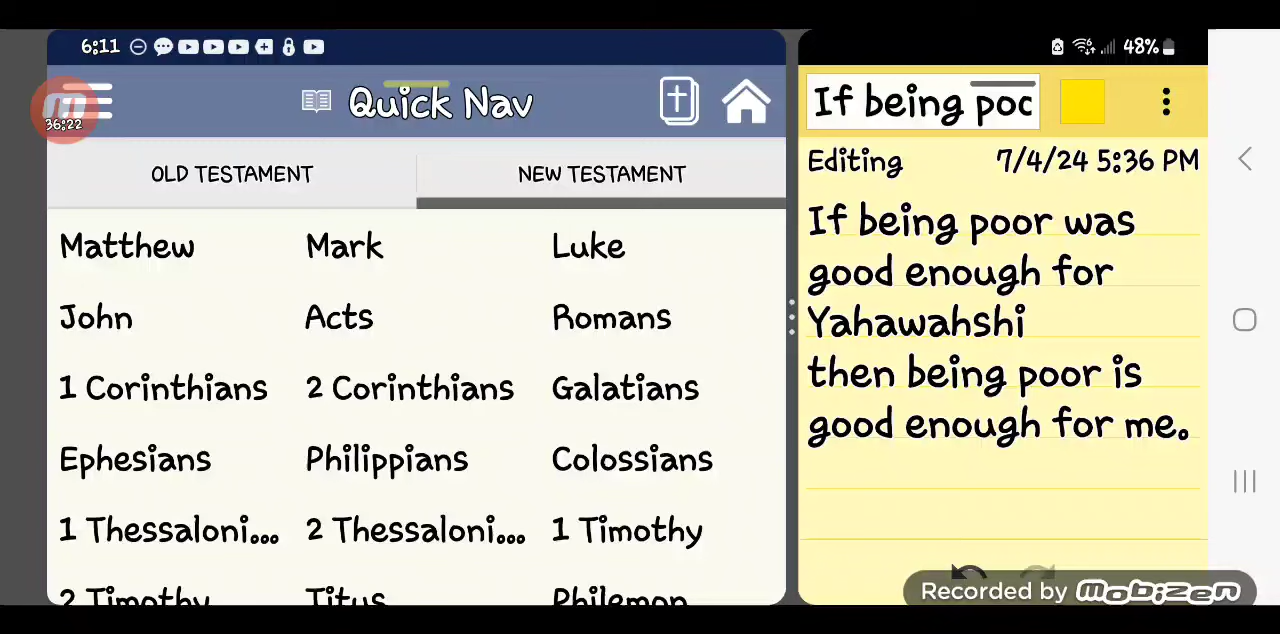 6:11
48%
36:22
Quick Nav
OLD TESTAMENT
NEW TESTAMENT
Matthew Mark Luke
John Acts Romans
1 Corinthians 2 Corinthians Galatians
Ephesians Philippians Colossians
1 Thessaloni... 2 Thessaloni... 1 Timothy
2 Timothy Titus Philemon
If being poo
Editing 7/4/24 5:36 PM
If being poor was
good enough for
Yahawahshi
then being poor is
good enough for me.
Recorded by Mobizen